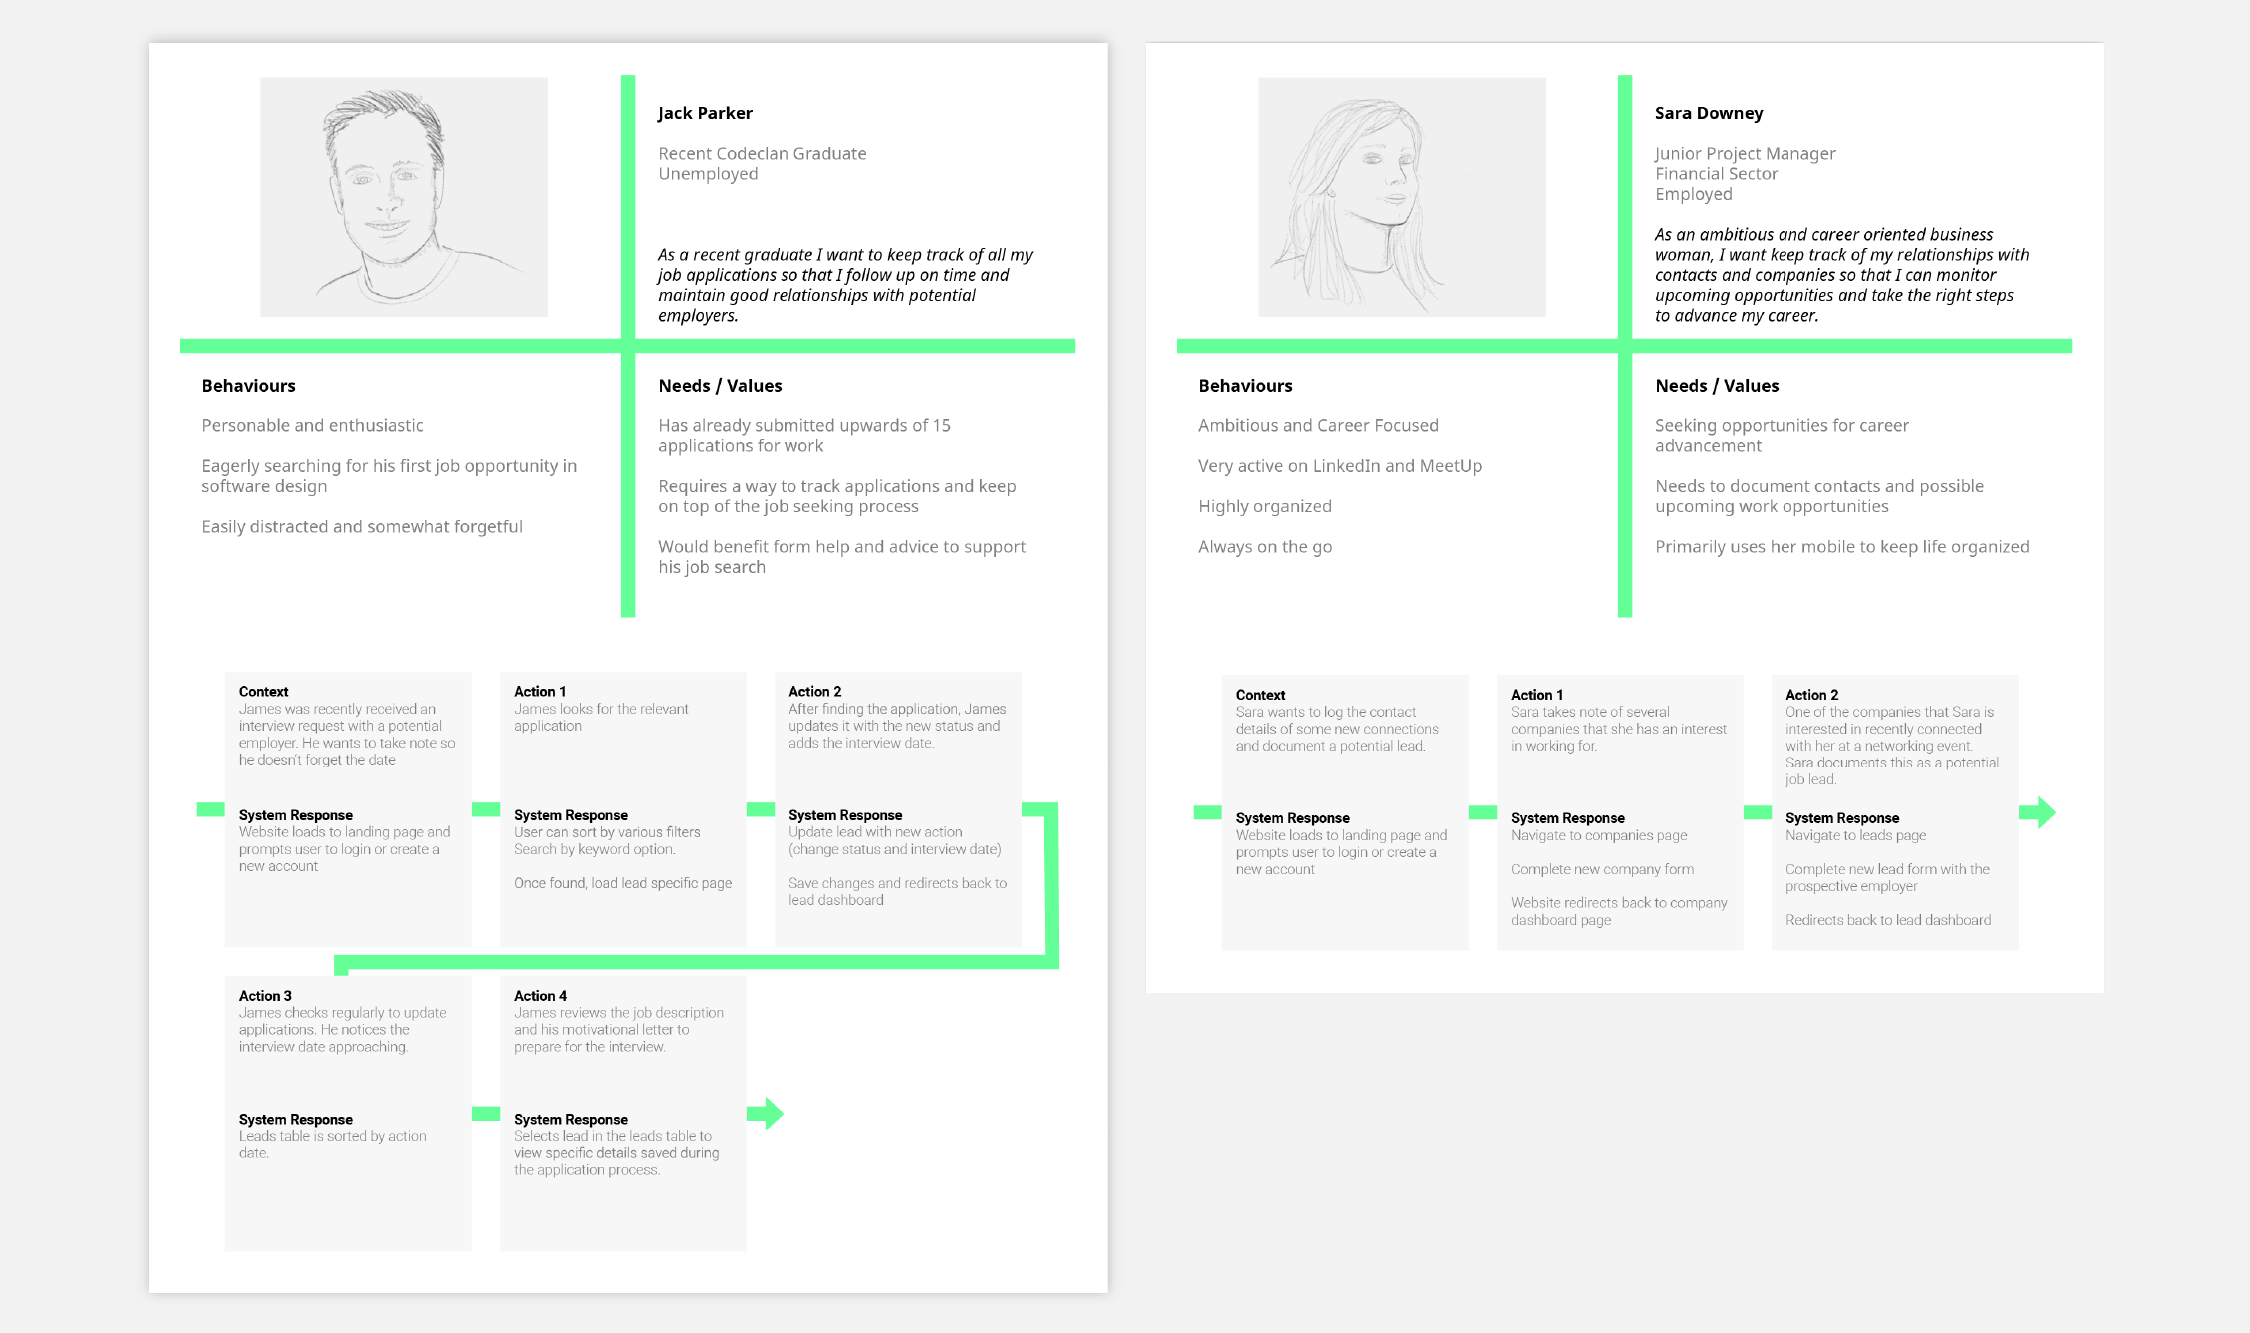 Jack Parker
Recent Codeclan Graduate
Unemployed
As a recent graduate I want to keep track of all my
job applications so that I follow up on time and
maintain good relationships with potential
employers.
Behaviours
Personable and enthusiastic
Eagerly searching for his first job opportunity in
software design
Easily distracted and somewhat forgetful
Needs / Values
Has already submitted upwards of 15
applications for work
Requires a way to track applications and keep
on top of the job seeking process
Would benefit form help and advice to support
his job search
Context
James was recently received an
interview request with a potential
employer. He wants to take note so
he doesn't forget the date
System Response
Website loads to landing page and
prompts user to login or create a
new account
Action 1
James looks for the relevant
application
System Response
User can sort by various filters
Search by keyword option.
Once found, load lead specific page
Action 2
After finding the application, James
updates it with the new status and
adds the interview date.
System Response
Update lead with new action
(change status and interview date)
Save changes and redirects back to
lead dashboard
Action 3
James checks regularly to update
applications. He notices the
interview date approaching.
System Response
Leads table is sorted by action
date.
Action 4
James reviews the job description
and his motivational letter to
prepare for the interview.
System Response
Selects lead in the leads table to
view specific details saved during
the application process.
Sara Downey
Junior Project Manager
Financial Sector
Employed
As an ambitious and career oriented business
woman, I want keep track of my relationships with
contacts and companies so that I can monitor
upcoming opportunities and take the right steps
to advance my career.
Behaviours
Ambitious and Career Focused
Very active on LinkedIn and MeetUp
Highly organized
Always on the go
Needs / Values
Seeking opportunities for career
advancement
Needs to document contacts and possible
upcoming work opportunities
Primarily uses her mobile to keep life organized
Context
Sara wants to log the contact
details of some new connections
and document a potential lead.
System Response
Website loads to landing page and
prompts user to login or create a
new account
Action 1
Sara takes note of several
companies that she has an interest
in working for.
System Response
Navigate to companies page
Complete new company form
Website redirects back to company
dashboard page
Action 2
One of the companies that Sara is
interested in recently connected
with her at a networking event.
Sara documents this as a potential
job lead.
System Response
Navigate to leads page
Complete new lead form with the
prospective employer
Redirects back to lead dashboard